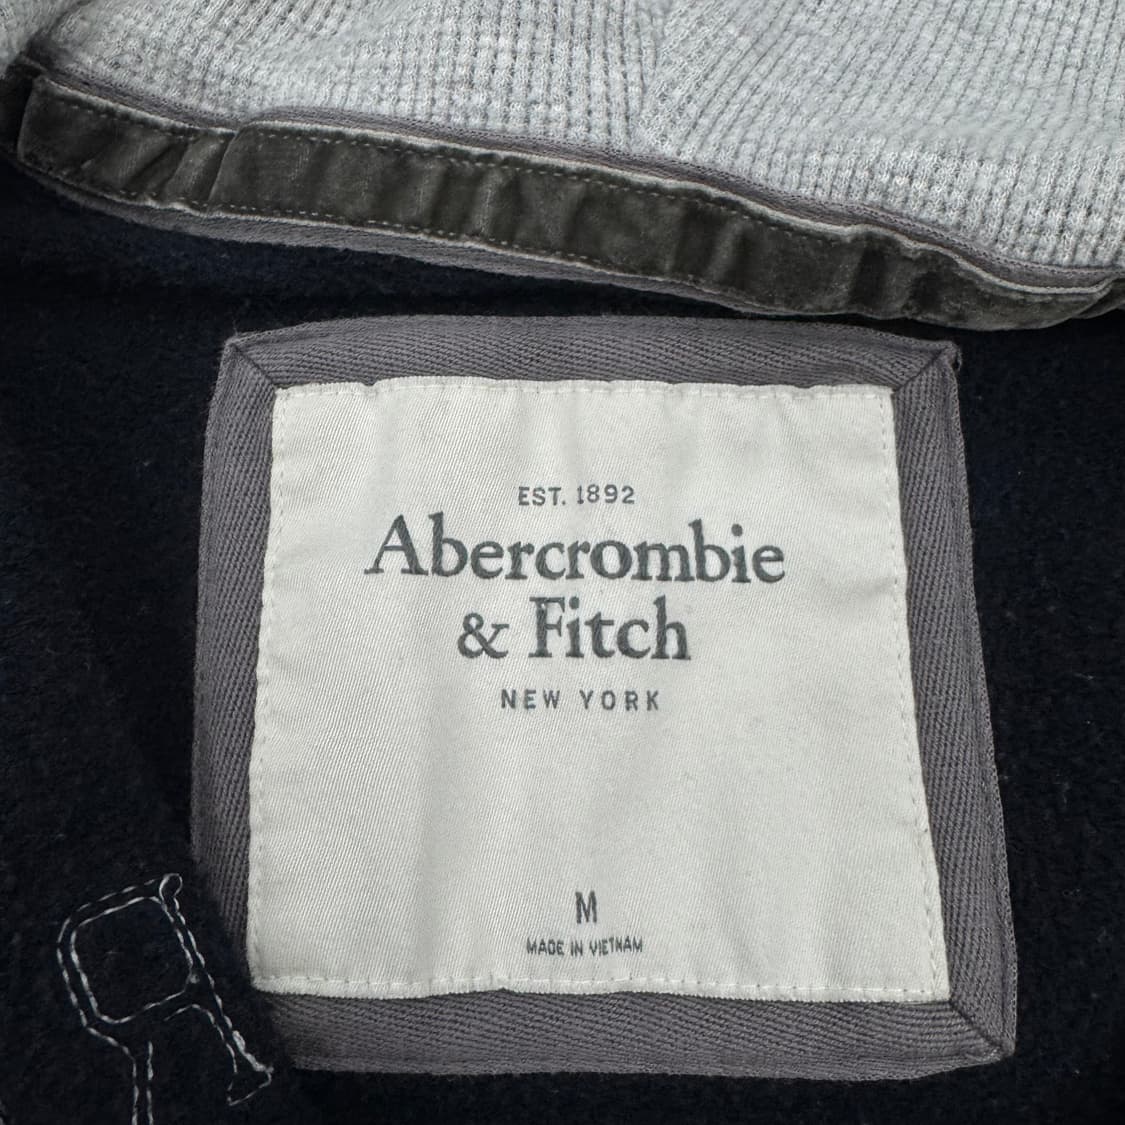 EST. 1892
Abercrombie
& Fitch
NEW YORK
M
MADE IN VIETNAM